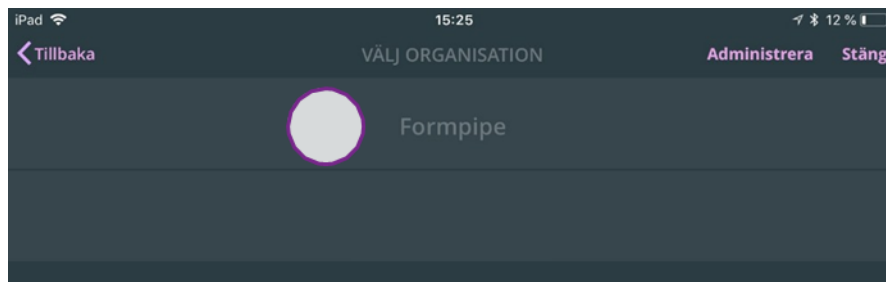 iPad 15:25 12 %
Tillbaka VÄLJ ORGANISATION Administrera Stäng
Formpipe